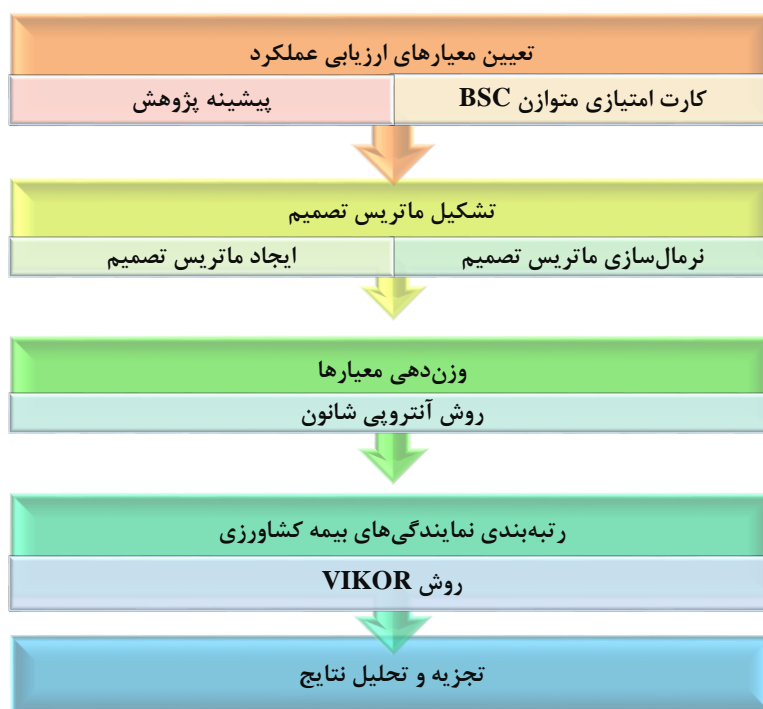 تعیین معیارهای ارزیابی عملکرد
کارت امتیازی متوازن BSC
پیشینه پژوهش
تشکیل ماتریس تصمیم
نرمال‌سازی ماتریس تصمیم
ایجاد ماتریس تصمیم
وزن‌دهی معیارها
روش آنتروپی شانون
رتبه‌بندی نمایندگی‌های بیمه کشاورزی
روش VIKOR
تجزیه و تحلیل نتایج